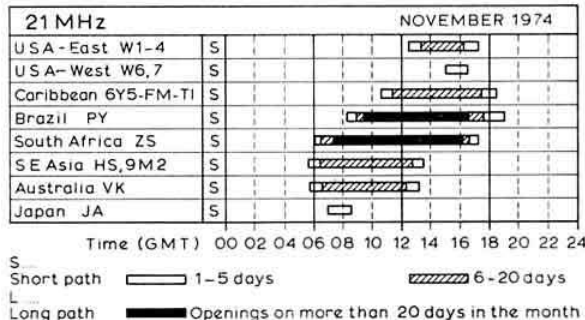 21 MHz NOVEMBER 1974
USA-East W1-4 S
USA-West W6,7 S
Caribbean 6Y5-FM-TI S
Brazil PY S
South Africa ZS S
SE Asia HS,9M2 S
Australia VK S
Japan JA S
Time (GMT) 00 02 04 06 08 10 12 14 16 18 20 22 24
S....
Short path 1-5 days 6-20 days
L....
Long path Openings on more than 20 days in the month